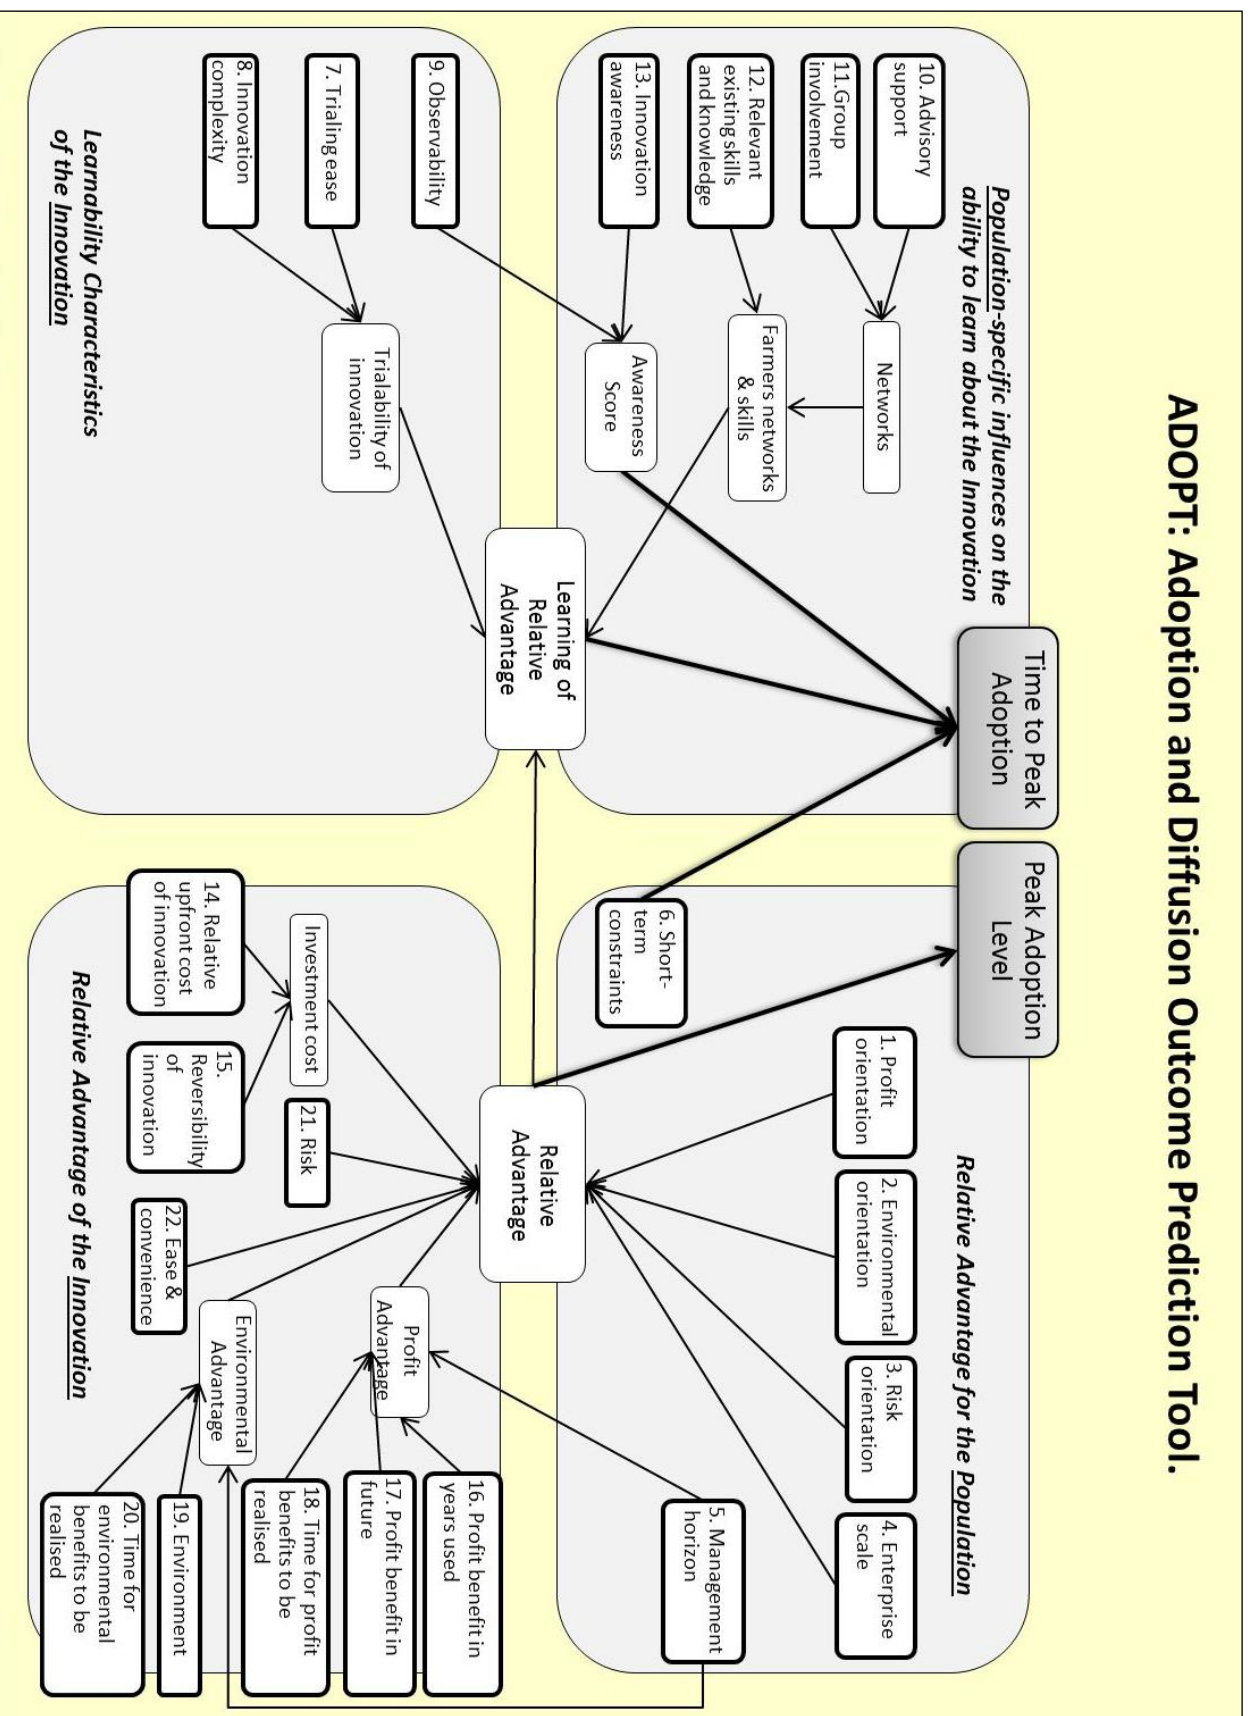 ADOPT: Adoption and Diffusion Outcome Prediction Tool.
Population-specific influences on the
ability to learn about the Innovation
10. Advisory
support
11.Group
involvement
12. Relevant
existing skills
and knowledge
13. Innovation
awareness
Networks
Farmers networks
& skills
Awareness
Score
Time to Peak
Adoption
Peak Adoption
Level
Relative Advantage for the Population
1. Profit
orientation
2. Environmental
orientation
3. Risk
orientation
4. Enterprise
scale
5. Management
horizon
6. Short-
term
constraints
Learning of
Relative
Advantage
Relative
Advantage
9. Observability
7. Trialing ease
8. Innovation
complexity
Trialability of
innovation
Learnability Characteristics
of the Innovation
Investment cost
14. Relative
upfront cost
of innovation
15.
Reversibility
of
innovation
21. Risk
22. Ease &
convenience
Profit
Advantage
Environmental
Advantage
16. Profit benefit in
years used
17. Profit benefit in
future
18. Time for profit
benefits to be
realised
19. Environment
20. Time for
environmental
benefits to be
realised
Relative Advantage of the Innovation